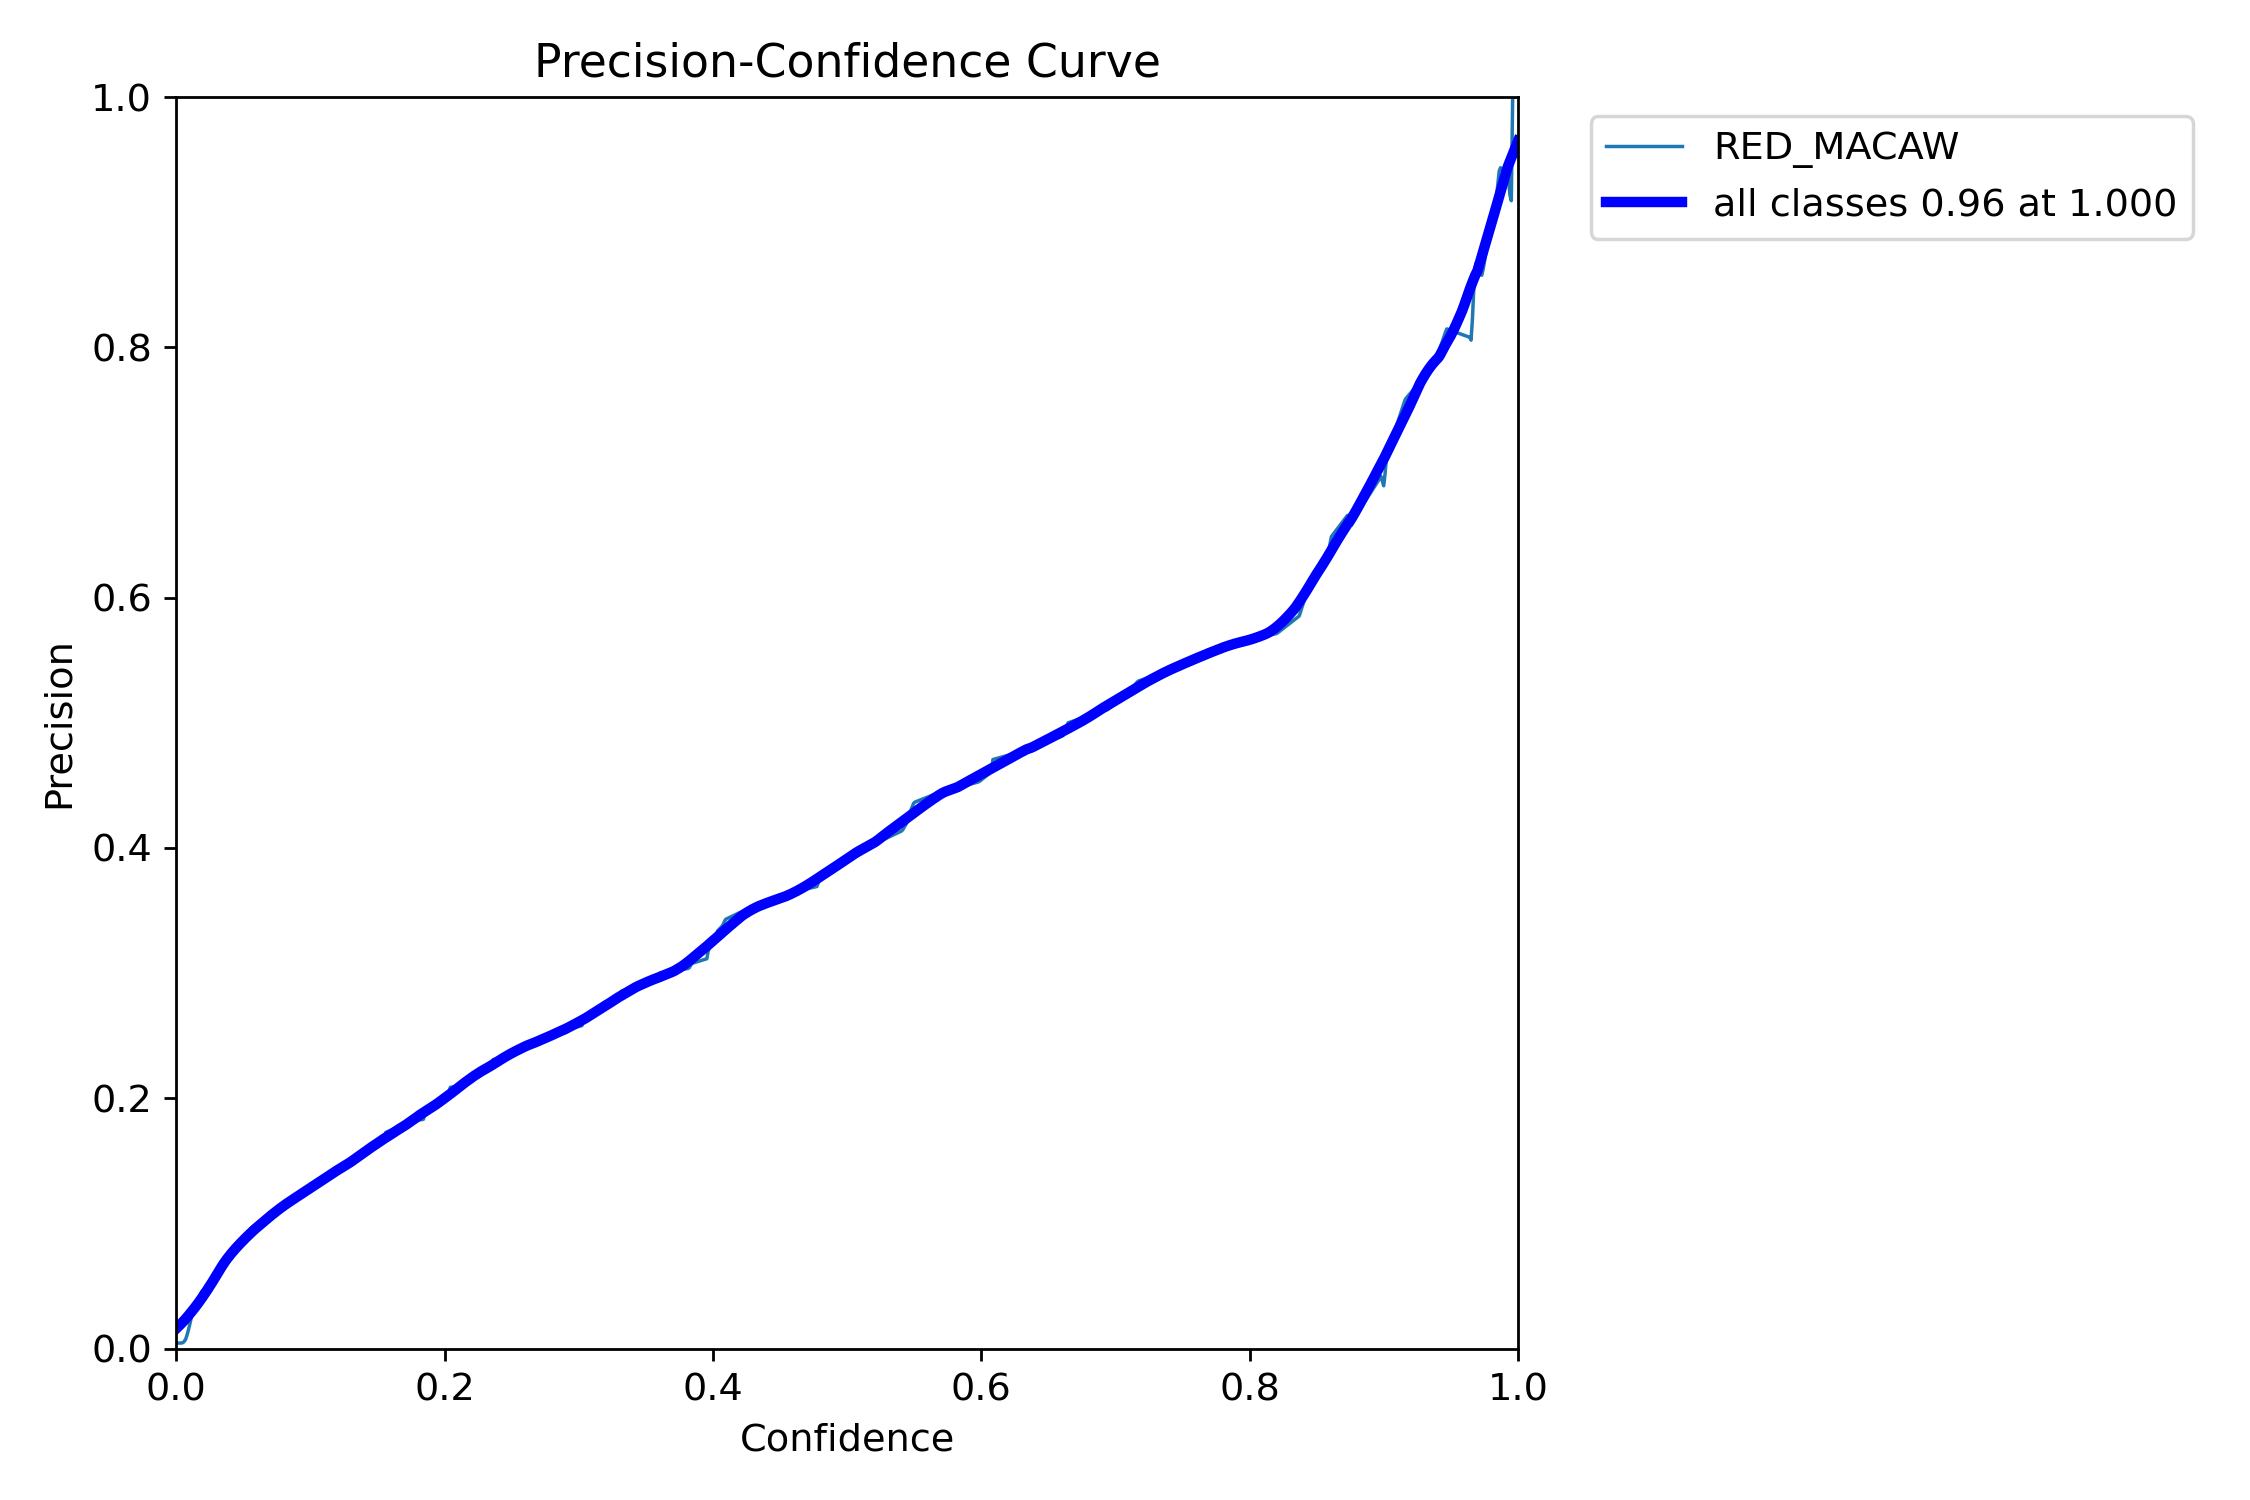 Precision-Confidence Curve
1.0
0.8
0.6
0.4
0.2
0.0
Precision
0.0 0.2 0.4 0.6 0.8 1.0
Confidence
RED_MACAW
all classes 0.96 at 1.000